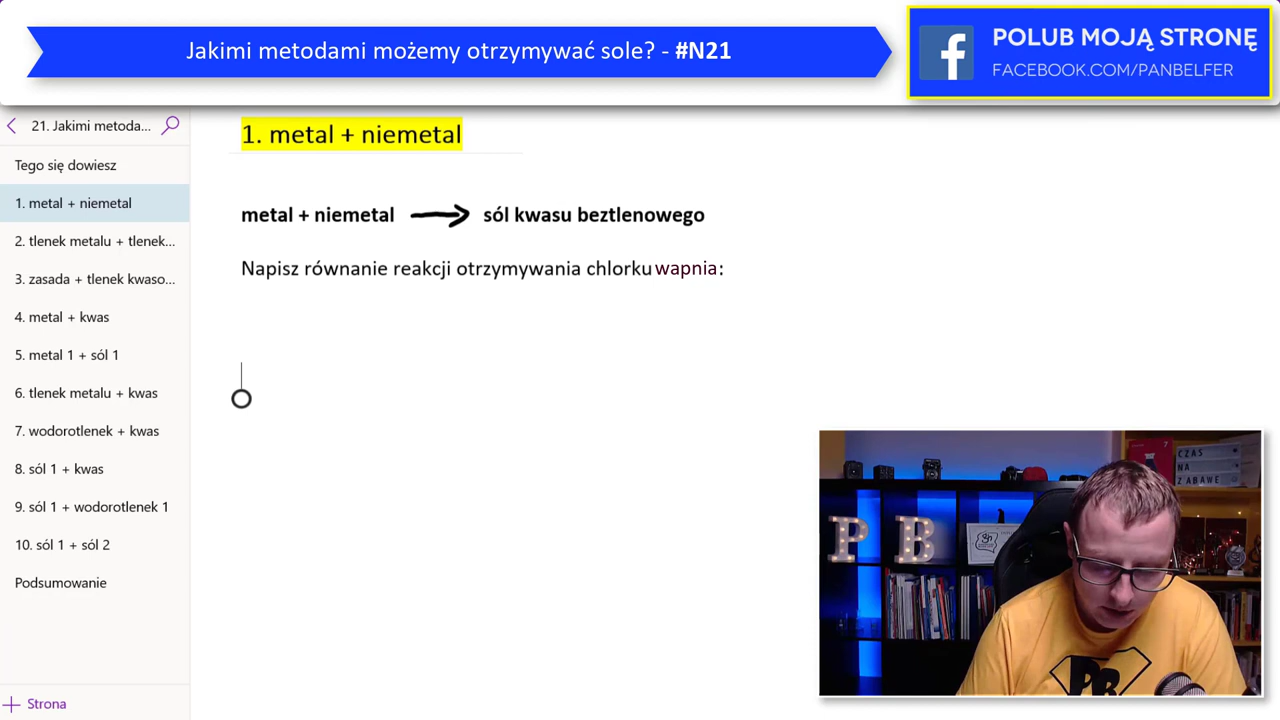 Jakimi metodami możemy otrzymywać sole? - #N21
POLUB MOJĄ STRONĘ
FACEBOOK.COM/PANBELFER
21. Jakimi metoda...
Tego się dowiesz
1. metal + niemetal
2. tlenek metalu + tlenek...
3. zasada + tlenek kwaso...
4. metal + kwas
5. metal 1 + sól 1
6. tlenek metalu + kwas
7. wodorotlenek + kwas
8. sól 1 + kwas
9. sól 1 + wodorotlenek 1
10. sól 1 + sól 2
Podsumowanie
Strona
1. metal + niemetal
metal + niemetal → sól kwasu beztlenowego
Napisz równanie reakcji otrzymywania chlorku wapnia:
CZAS
NA
ZABAWĘ
P B
PB